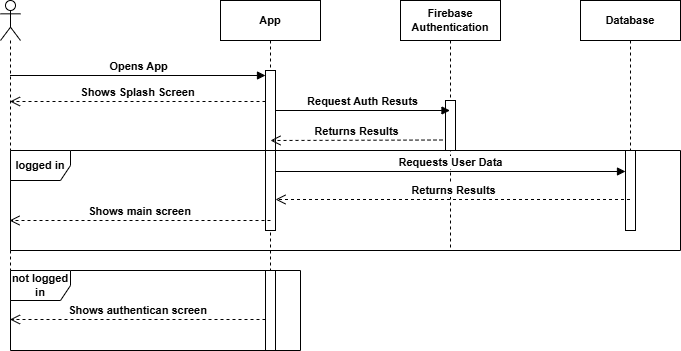 App
Firebase
Authentication
Database
Opens App
Shows Splash Screen
Request Auth Resuts
Returns Results
logged in
Requests User Data
Returns Results
Shows main screen
not logged
in
Shows authentican screen